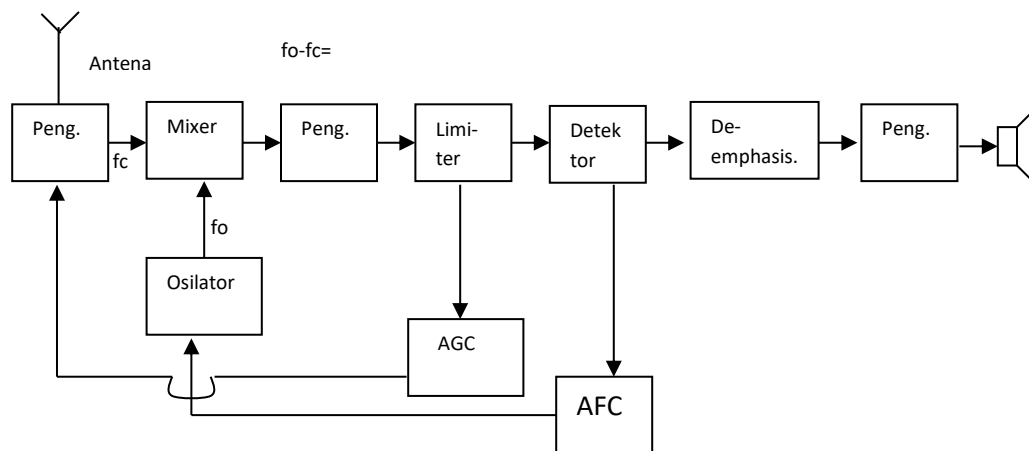 fo-fc=
Antena
Peng.
fc
Mixer
Peng.
Limi-
ter
Detek
tor
De-
emphasis.
Peng.
fo
Osilator
AGC
AFC